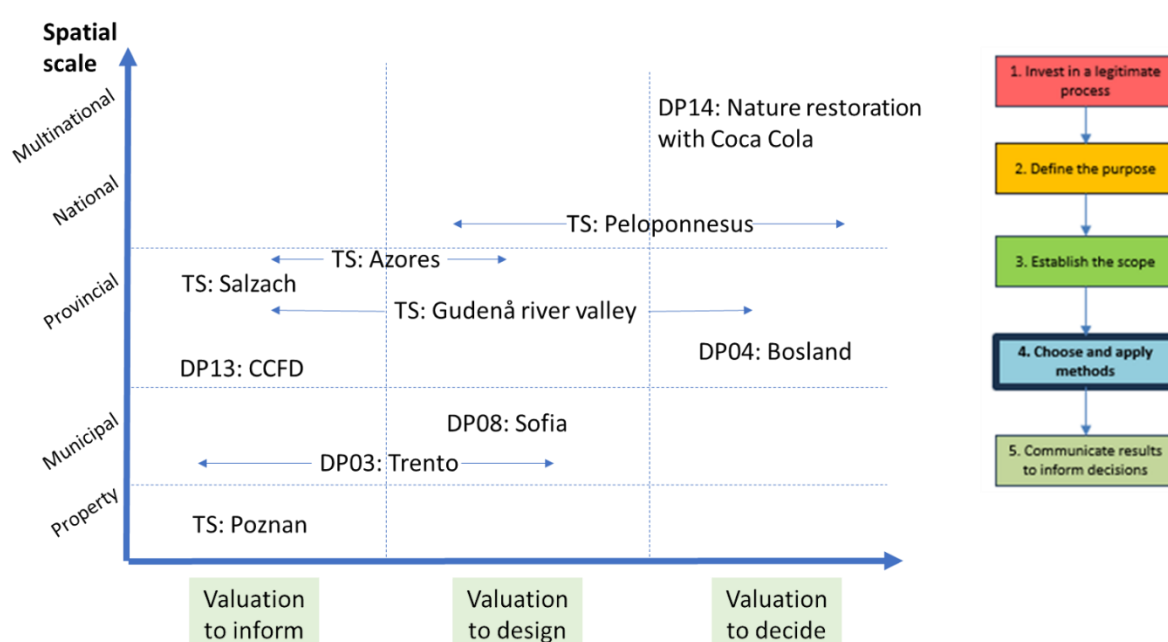 Spatial
scale
Multinational
National
Provincial
Municipal
Property
DP14: Nature restoration
with Coca Cola
TS: Peloponnesus
TS: Azores
TS: Salzach
TS: Gudenå river valley
DP04: Bosland
DP13: CCFD
DP08: Sofia
DP03: Trento
TS: Poznan
Valuation
to inform
Valuation
to design
Valuation
to decide
1. Invest in a legitimate
process
2. Define the purpose
3. Establish the scope
4. Choose and apply
methods
5. Communicate results
to inform decisions